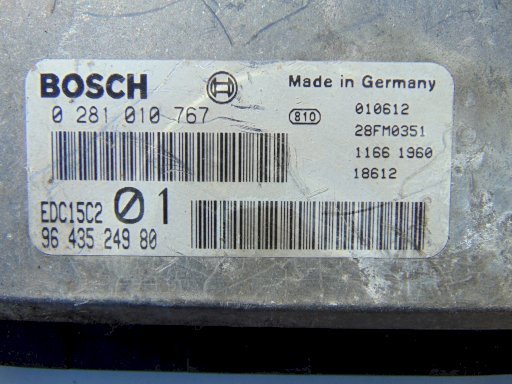 BOSCH
Made in Germany
0 281 010 767
810
010612
28FM0351
1166 1960
18612
EDC15C2 01
96 435 249 80